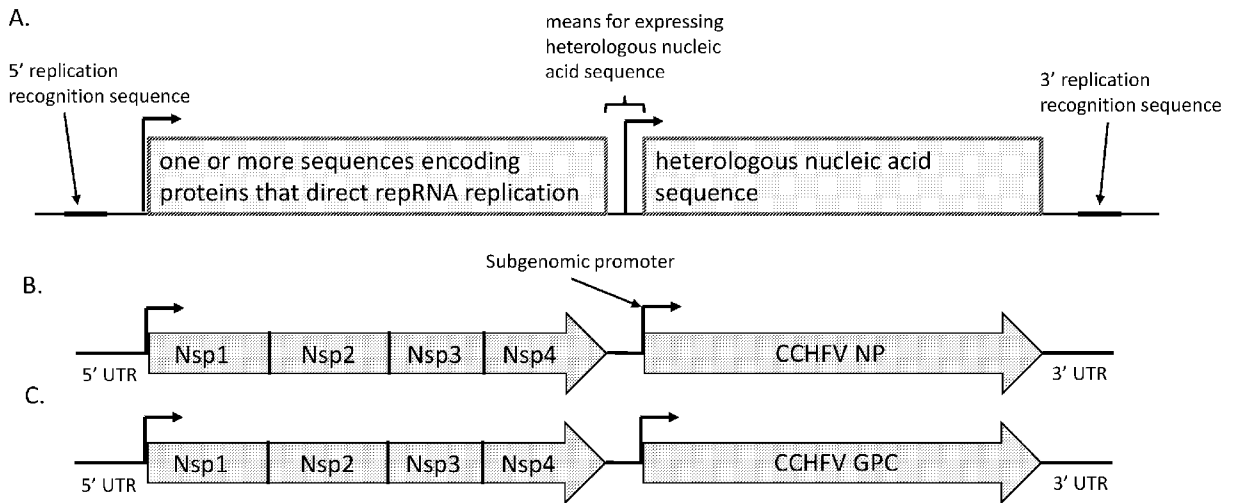 A.
means for expressing
heterologous nucleic
acid sequence
5’ replication
recognition sequence
3’ replication
recognition sequence
one or more sequences encoding
proteins that direct repRNA replication
heterologous nucleic acid
sequence
Subgenomic promoter
B.
Nsp1 Nsp2 Nsp3 Nsp4 CCHFV NP
5’ UTR 3’ UTR
C.
Nsp1 Nsp2 Nsp3 Nsp4 CCHFV GPC
5’ UTR 3’ UTR